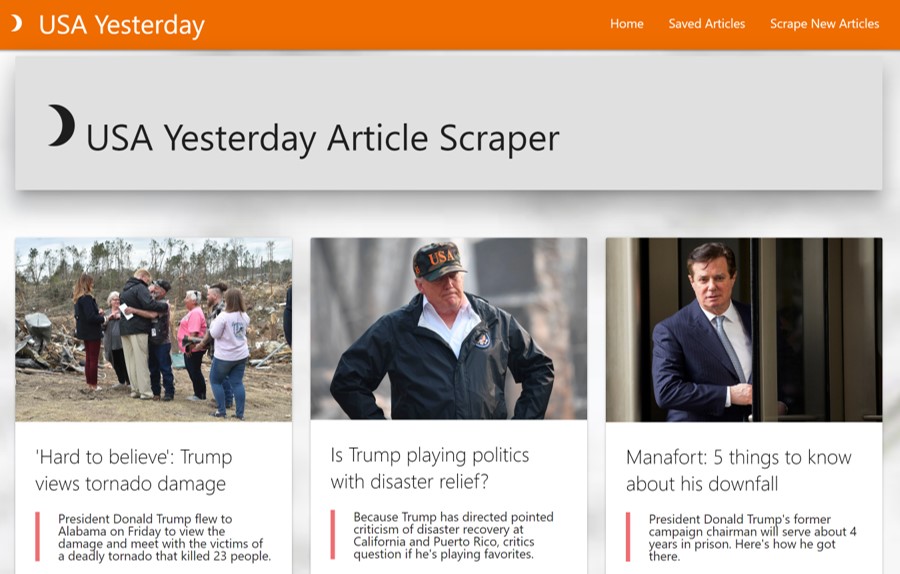 USA Yesterday
Home
Saved Articles
Scrape New Articles
USA Yesterday Article Scraper
USA
'Hard to believe': Trump
views tornado damage
President Donald Trump flew to
Alabama on Friday to view the
damage and meet with the victims of
a deadly tornado that killed 23 people.
Is Trump playing politics
with disaster relief?
Because Trump has directed pointed
criticism of disaster recovery at
California and Puerto Rico, critics
question if he's playing favorites.
Manafort: 5 things to know
about his downfall
President Donald Trump's former
campaign chairman will serve about 4
years in prison. Here's how he got
there.